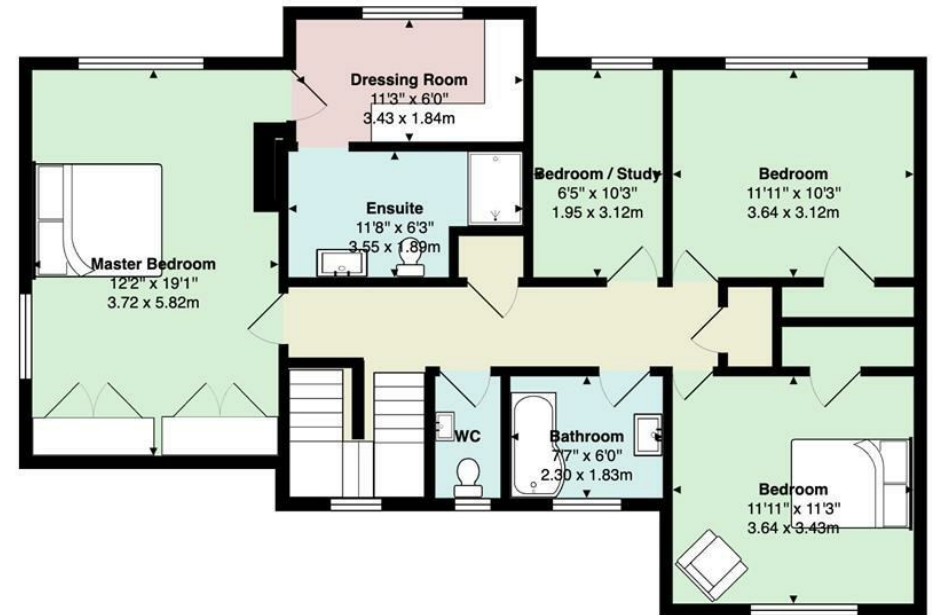 Dressing Room
11'3" x 6'0"
3.43 x 1.84m
Bedroom / Study
6'5" x 10'3"
1.95 x 3.12m
Bedroom
11'11" x 10'3"
3.64 x 3.12m
Ensuite
11'8" x 6'3"
3.55 x 1.89m
Master Bedroom
12'2" x 19'1"
3.72 x 5.82m
WC
Bathroom
7'7" x 6'0"
2.30 x 1.83m
Bedroom
11'11" x 11'3"
3.64 x 3.43m